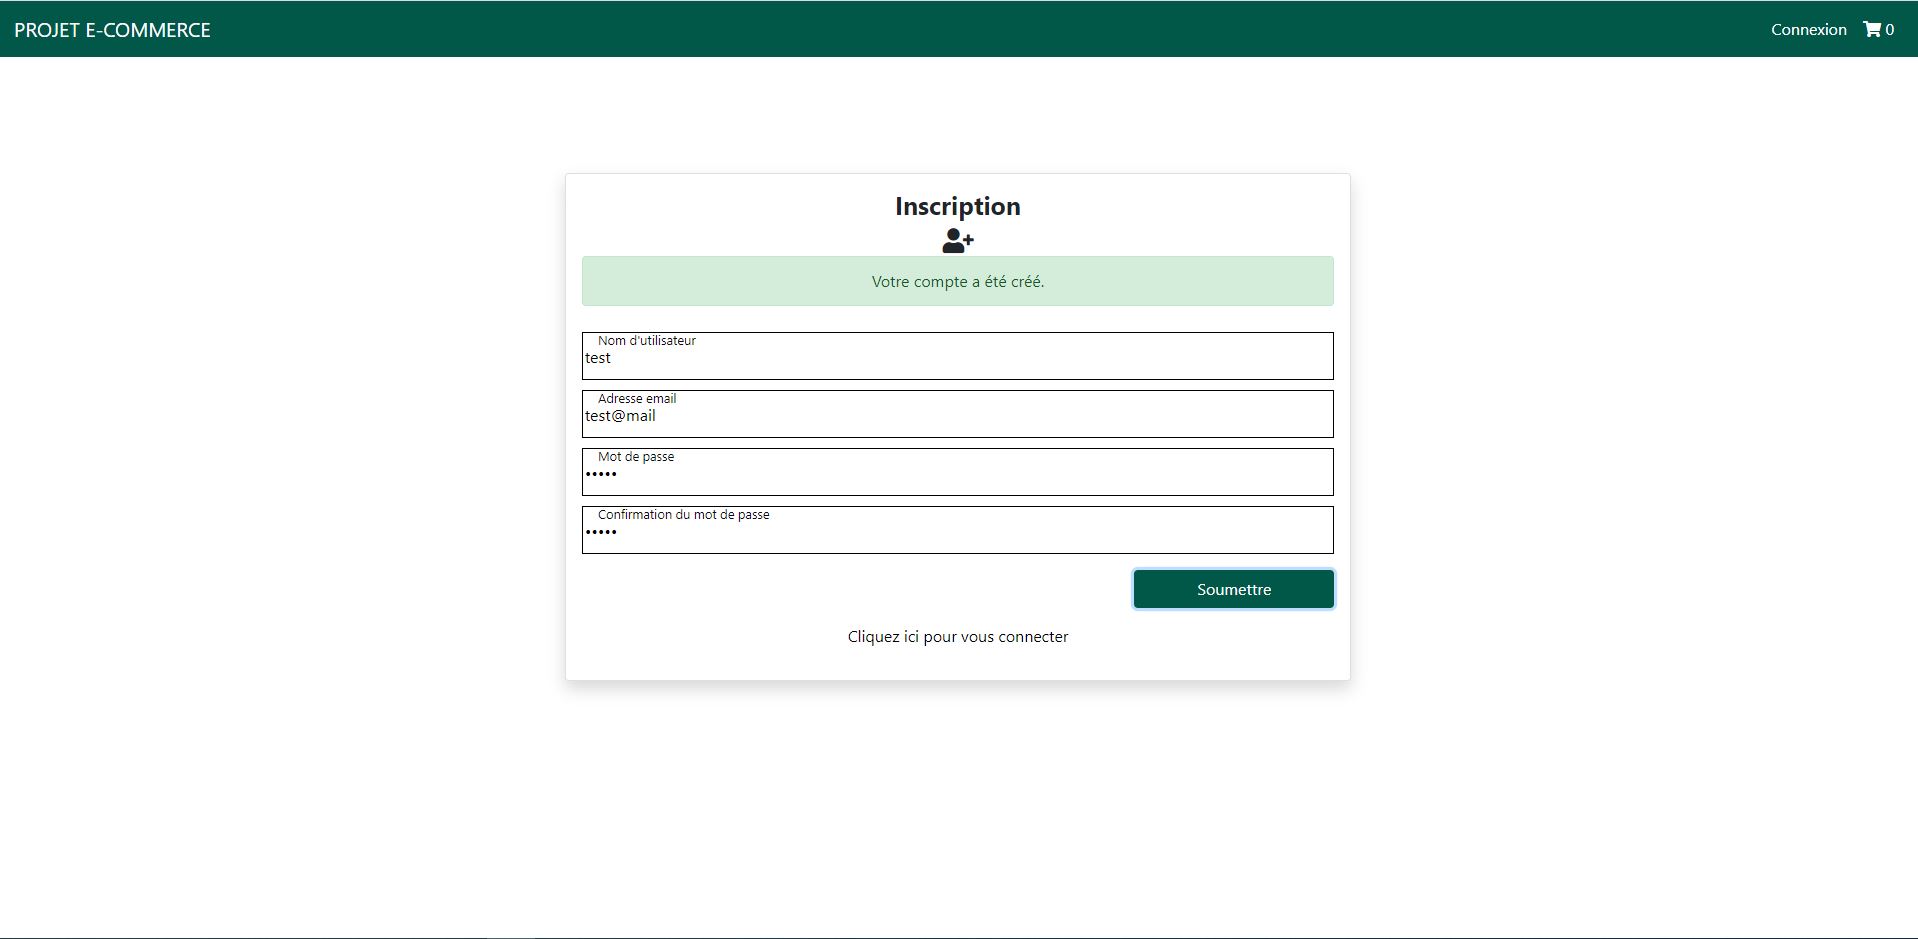 PROJET E-COMMERCE
Connexion 0
Inscription
Votre compte a été créé.
Nom d'utilisateur
test
Adresse email
test@mail
Mot de passe
•••••
Confirmation du mot de passe
•••••
Soumettre
Cliquez ici pour vous connecter